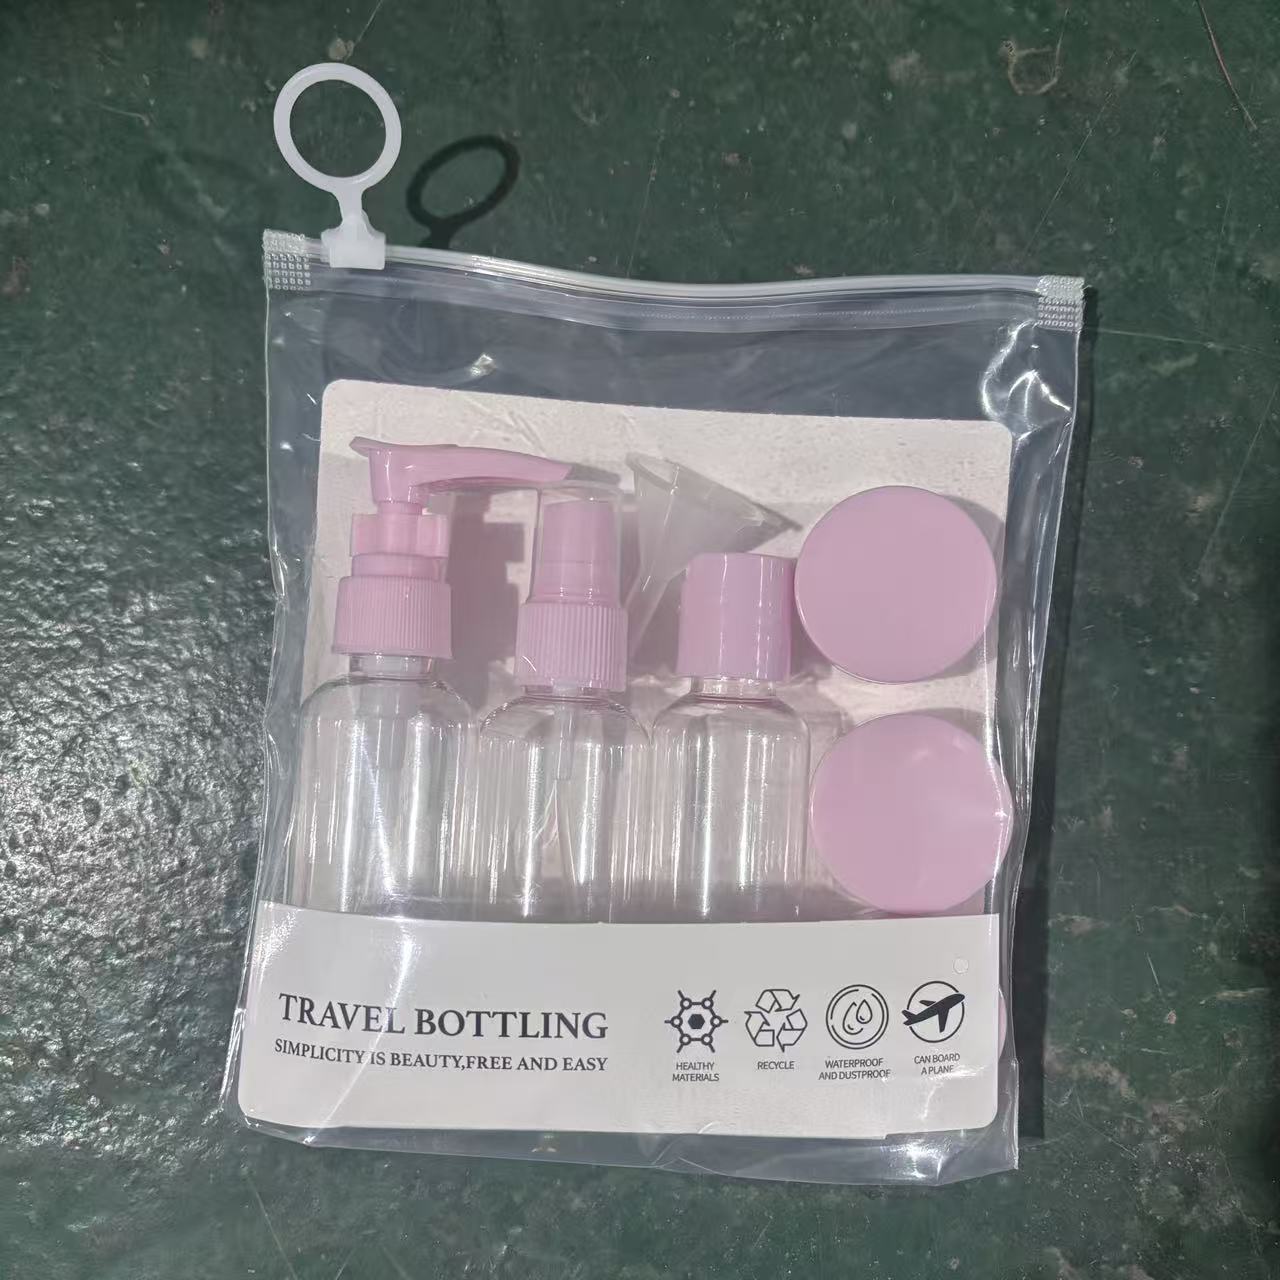 TRAVEL BOTTLING
SIMPLICITY IS BEAUTY,FREE AND EASY
HEALTHY
MATERIALS
RECYCLE
WATERPROOF
AND DUSTPROOF
CAN BOARD
A PLANE